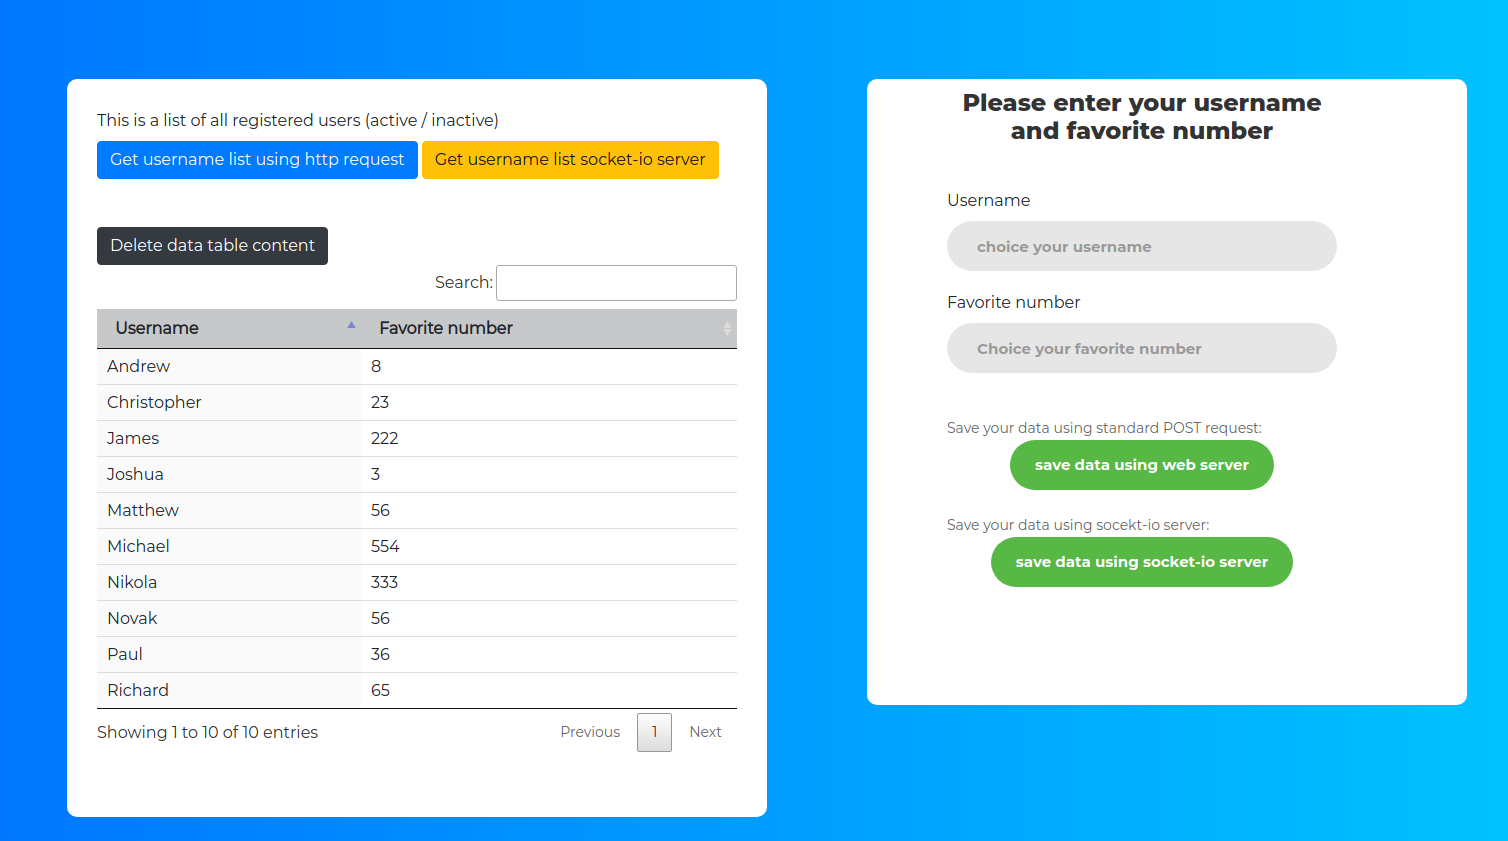 This is a list of all registered users (active / inactive)
Get username list using http request
Get username list socket-io server
Delete data table content
Search:
Username Favorite number
Andrew 8
Christopher 23
James 222
Joshua 3
Matthew 56
Michael 554
Nikola 333
Novak 56
Paul 36
Richard 65
Showing 1 to 10 of 10 entries
Previous 1 Next
Please enter your username
and favorite number
Username
choice your username
Favorite number
Choice your favorite number
Save your data using standard POST request:
save data using web server
Save your data using socekt-io server:
save data using socket-io server